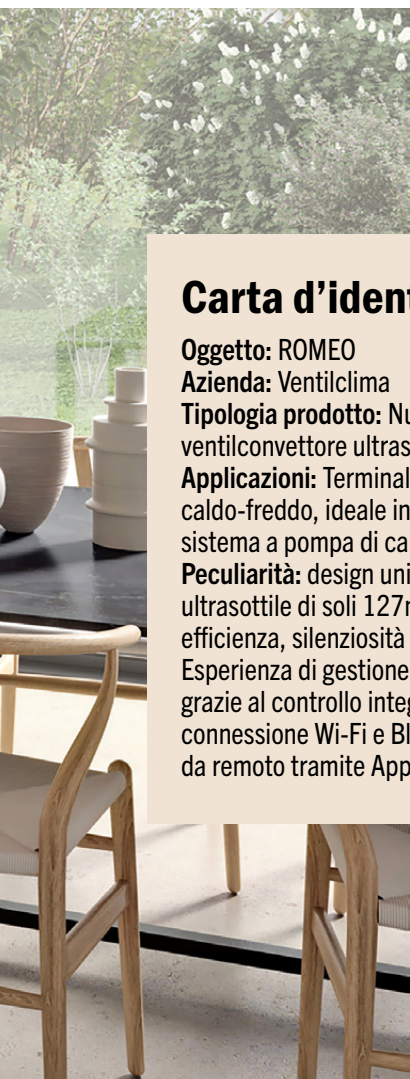 Carta d'ident
Oggetto: ROMEO
Azienda: Ventilclima
Tipologia prodotto: Nu
ventilconvettore ultras
Applicazioni: Terminal
caldo-freddo, ideale in
sistema a pompa di ca
Peculiarità: design uni
ultrasottile di soli 127m
efficienza, silenziosità
Esperienza di gestione
grazie al controllo integ
connessione Wi-Fi e Bl
da remoto tramite App